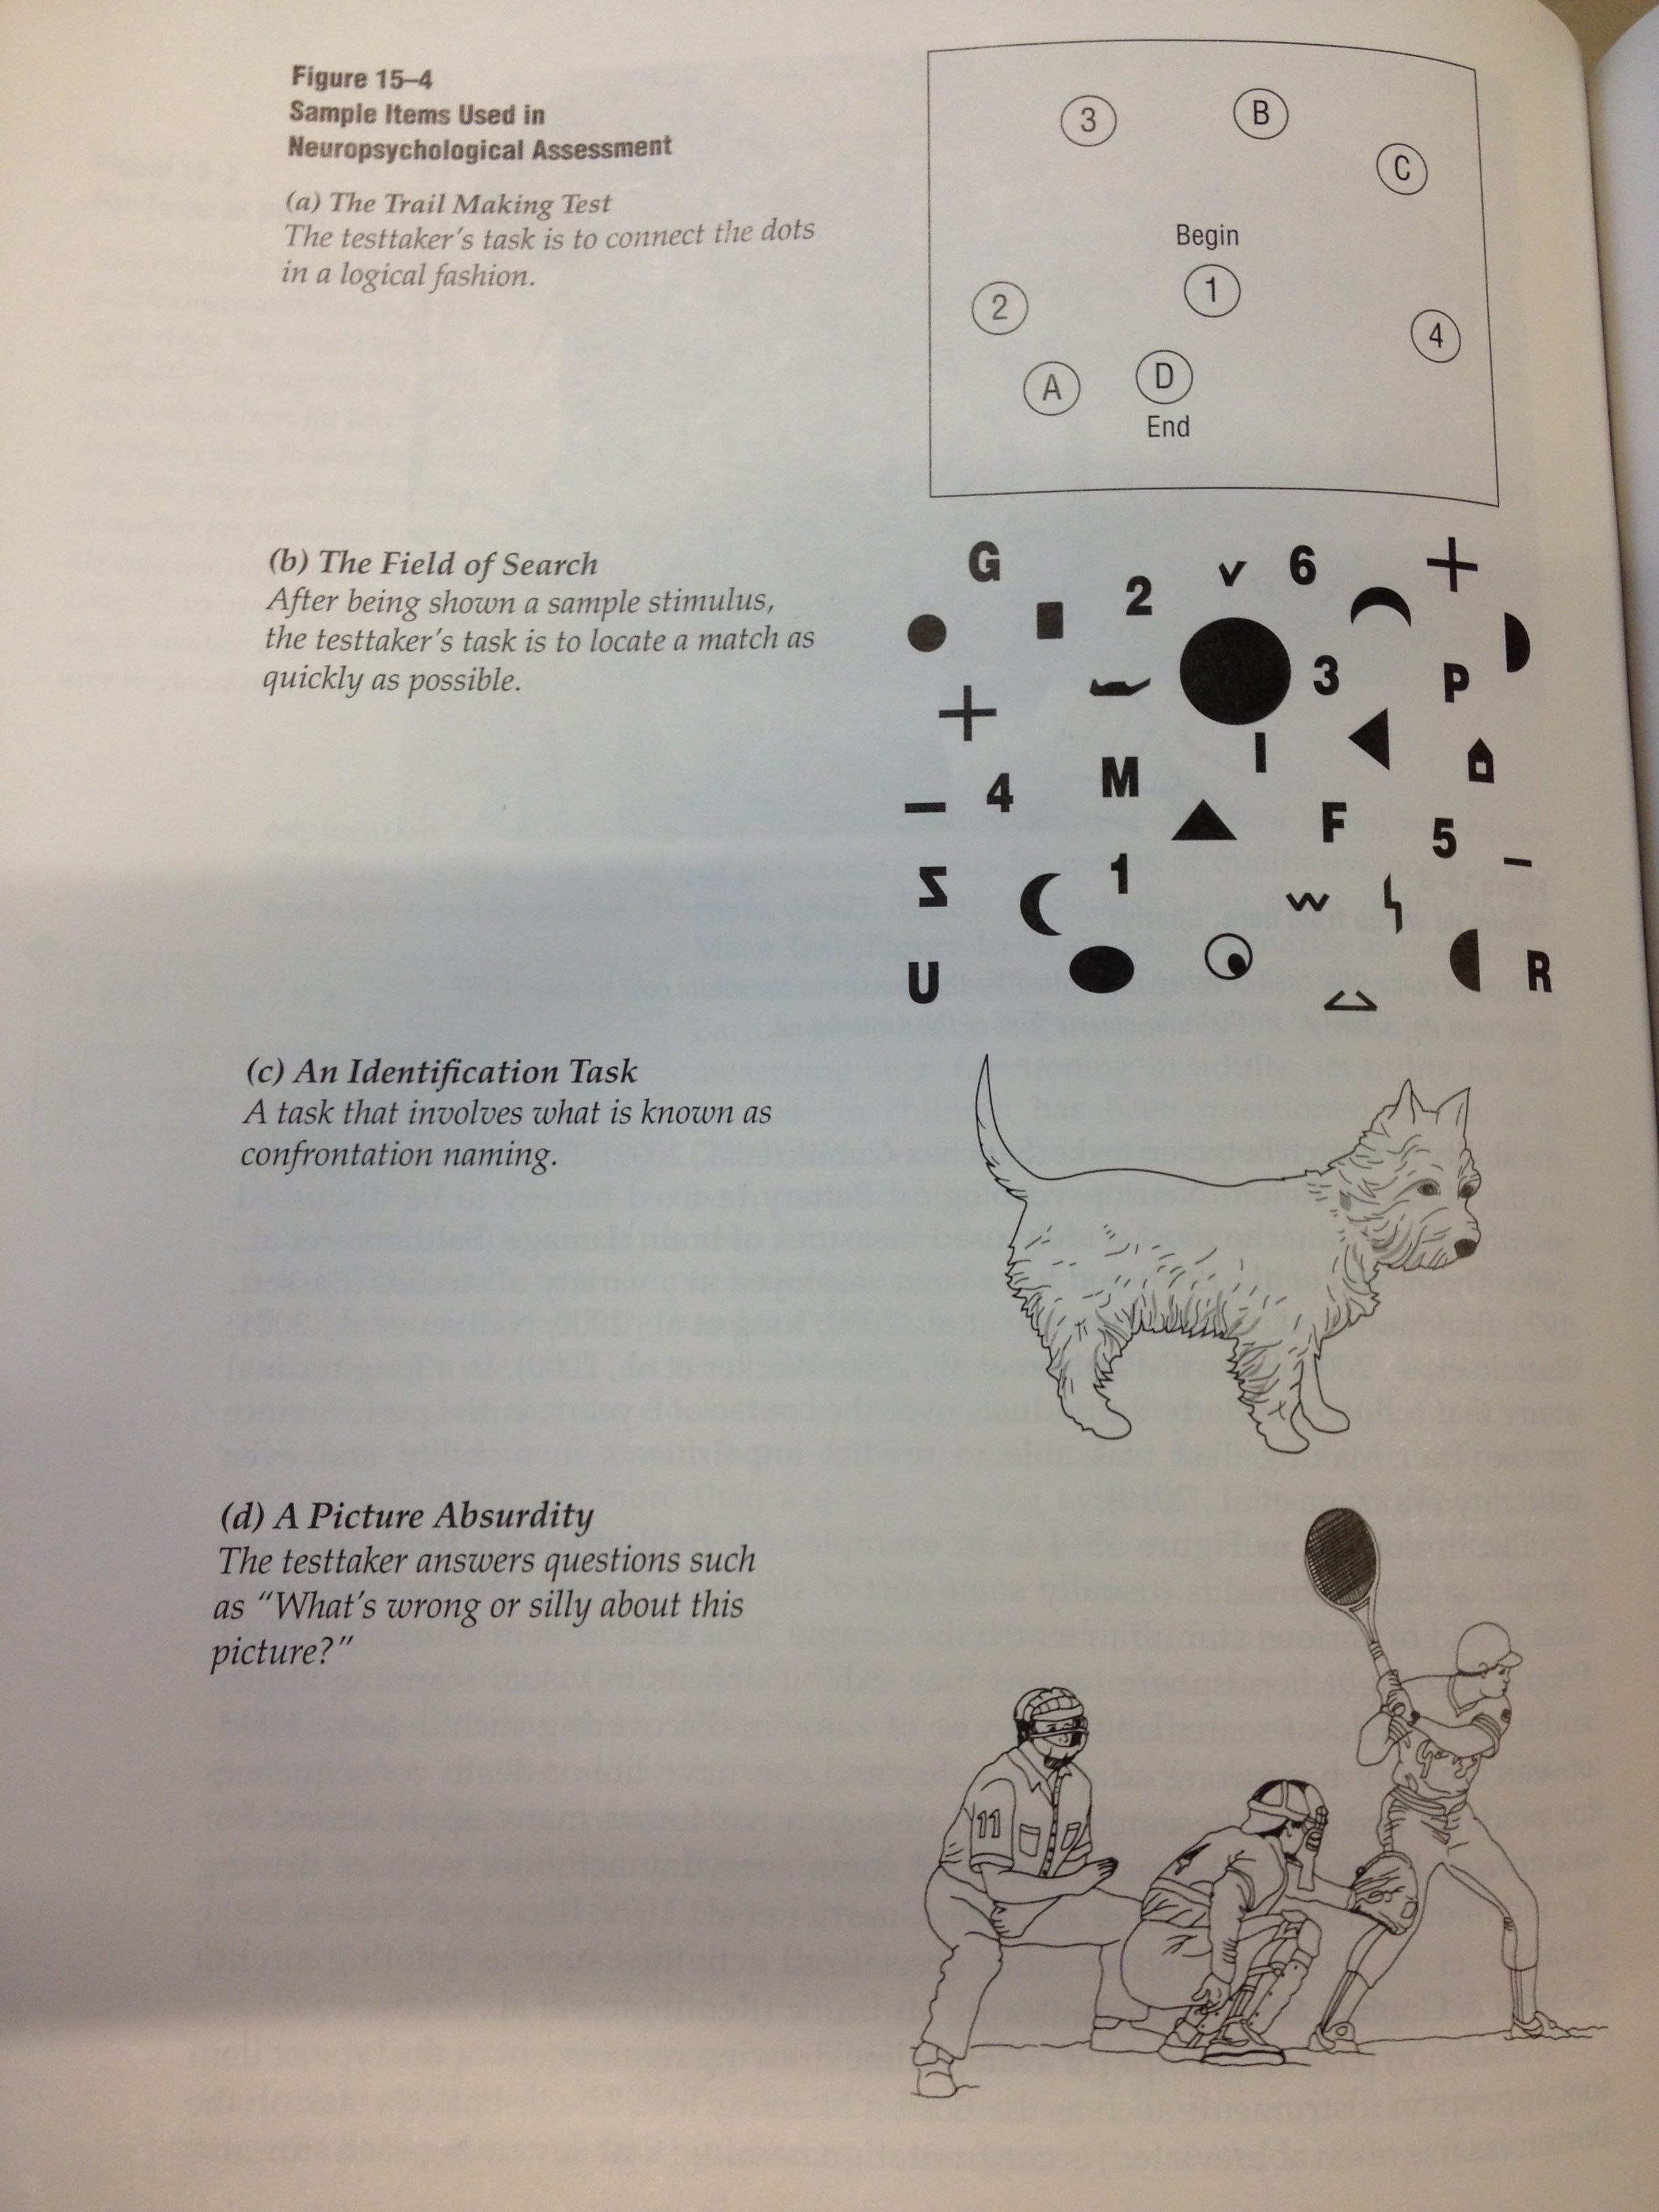 Figure 15–4
Sample Items Used in
Neuropsychological Assessment
(a) The Trail Making Test
The testtaker's task is to connect the dots
in a logical fashion.
3
B
C
Begin
1
2
4
A
D
End
(b) The Field of Search
After being shown a sample stimulus,
the testtaker's task is to locate a match as
quickly as possible.
G
2
v
6
+
3
P
+
I
M
4
–
F
5
–
1
U
R
(c) An Identification Task
A task that involves what is known as
confrontation naming.
(d) A Picture Absurdity
The testtaker answers questions such
as “What's wrong or silly about this
picture?”
11